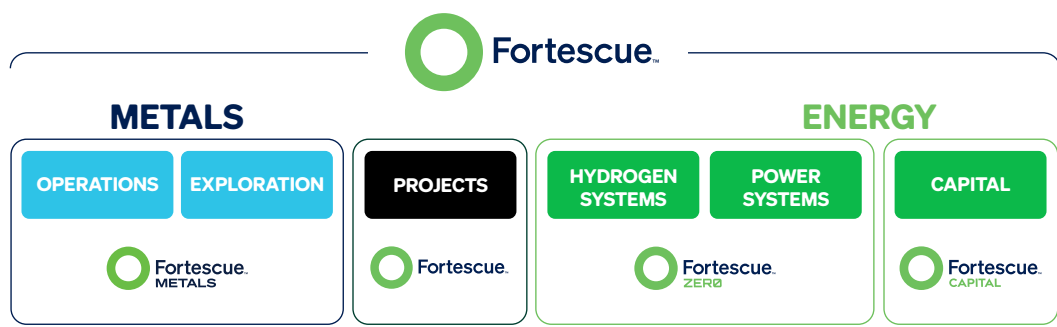 Fortescue™
METALS
ENERGY
OPERATIONS
EXPLORATION
PROJECTS
HYDROGEN
SYSTEMS
POWER
SYSTEMS
CAPITAL
Fortescue™
METALS
Fortescue™
Fortescue™
ZERØ
Fortescue™
CAPITAL